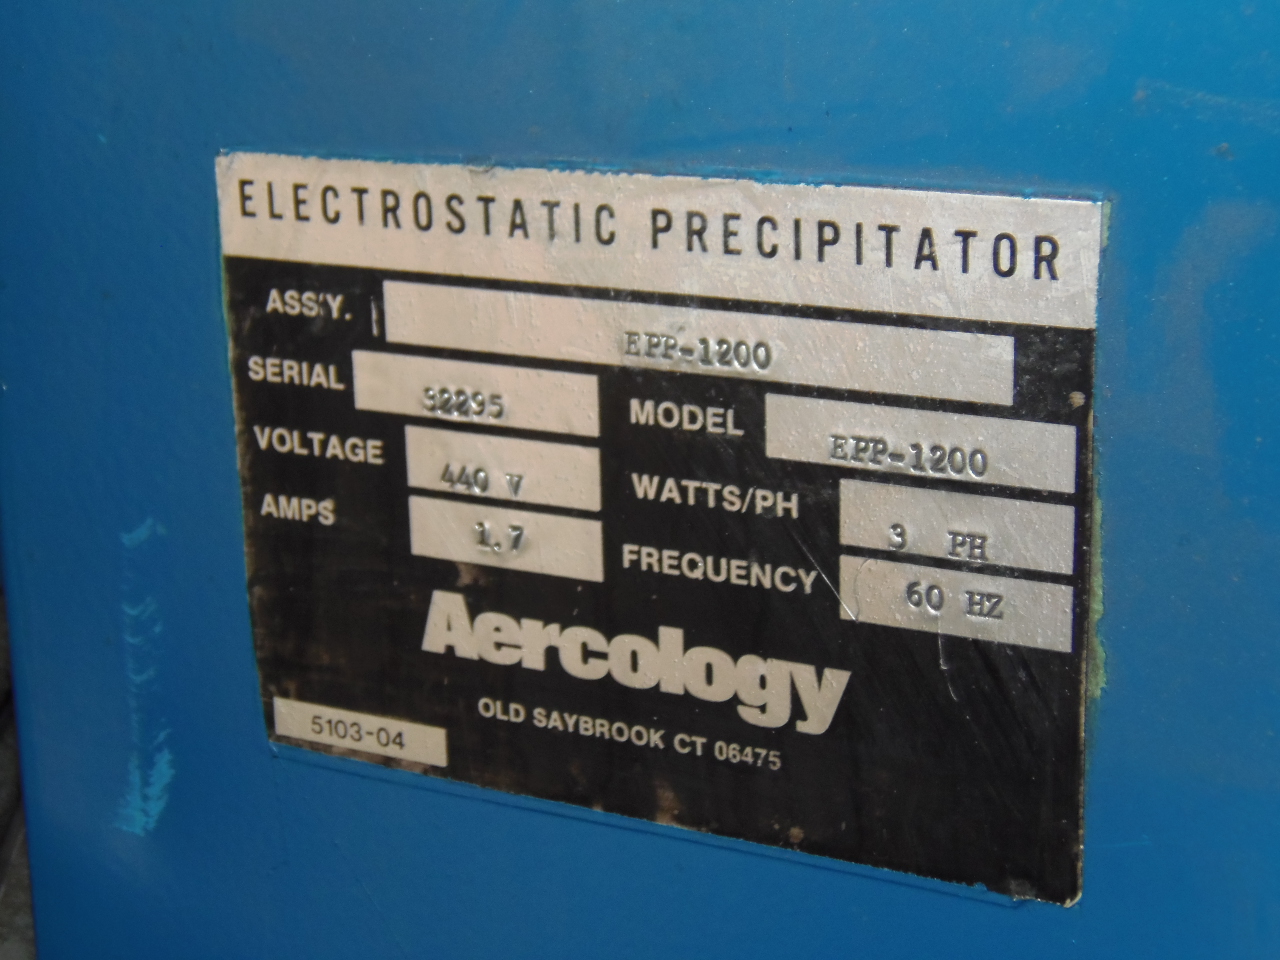 ELECTROSTATIC PRECIPITATOR
ASS'Y. EPP-1200
SERIAL 32295 MODEL EPP-1200
VOLTAGE 440 V WATTS/PH 3 PH
AMPS 1.7 FREQUENCY 60 HZ
Aercology
OLD SAYBROOK CT 06475
5103-04